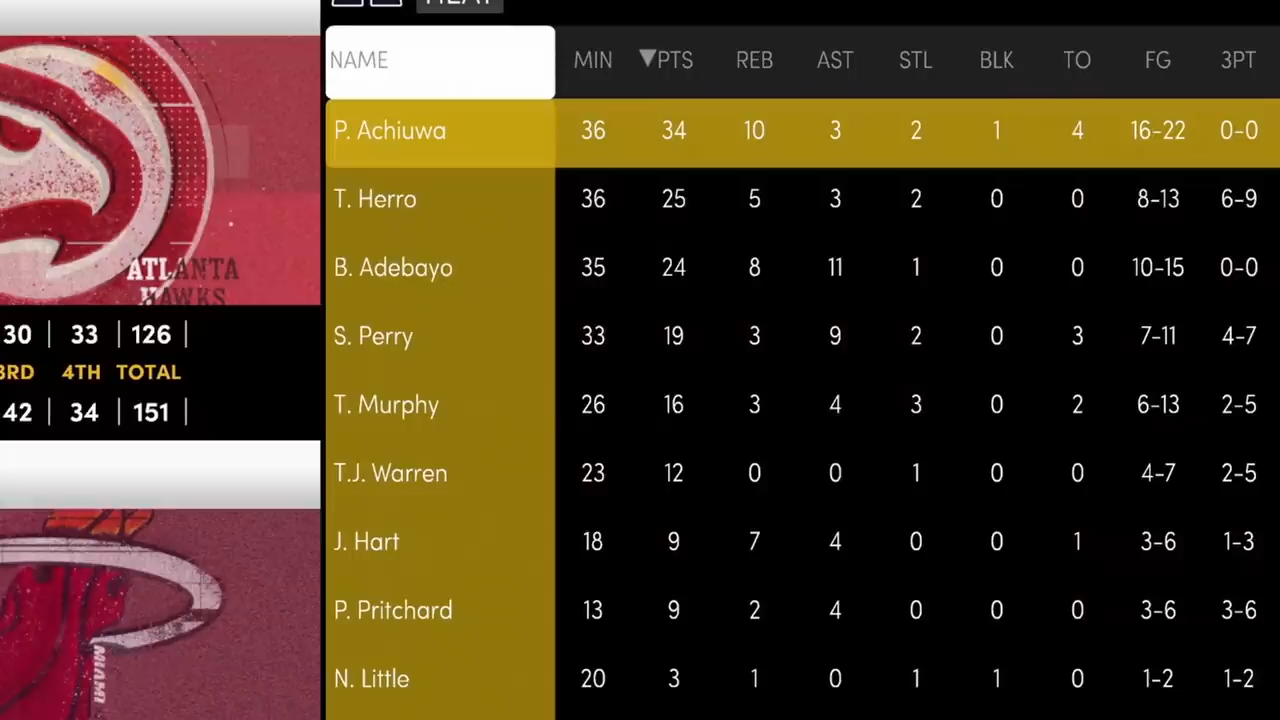 HEAT
NAME MIN ▼PTS REB AST STL BLK TO FG 3PT
P. Achiuwa 36 34 10 3 2 1 4 16-22 0-0
T. Herro 36 25 5 3 2 0 0 8-13 6-9
B. Adebayo 35 24 8 11 1 0 0 10-15 0-0
S. Perry 33 19 3 9 2 0 3 7-11 4-7
T. Murphy 26 16 3 4 3 0 2 6-13 2-5
T.J. Warren 23 12 0 0 1 0 0 4-7 2-5
J. Hart 18 9 7 4 0 0 1 3-6 1-3
P. Pritchard 13 9 2 4 0 0 0 3-6 3-6
N. Little 20 3 1 0 1 1 0 1-2 1-2
ATLANTA
HAWKS
30 | 33 | 126 |
3RD 4TH TOTAL
42 | 34 | 151 |
MIAMI